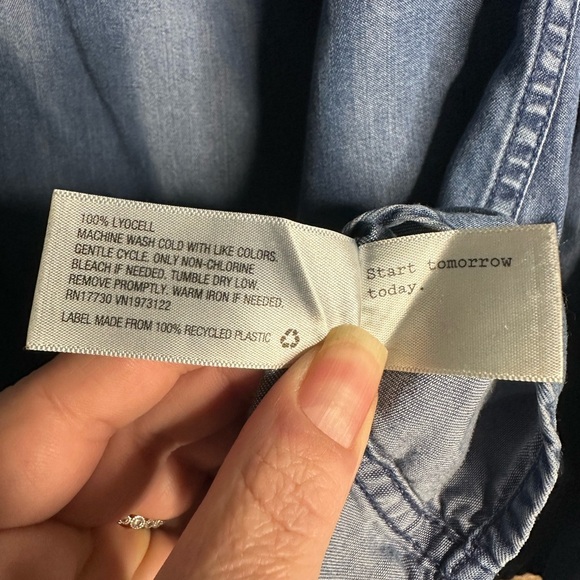 100% LYOCELL
MACHINE WASH COLD WITH LIKE COLORS.
GENTLE CYCLE. ONLY NON-CHLORINE
BLEACH IF NEEDED. TUMBLE DRY LOW.
REMOVE PROMPTLY. WARM IRON IF NEEDED.
RN17730 VN1973122
LABEL MADE FROM 100% RECYCLED PLASTIC
Start tomorrow
today.